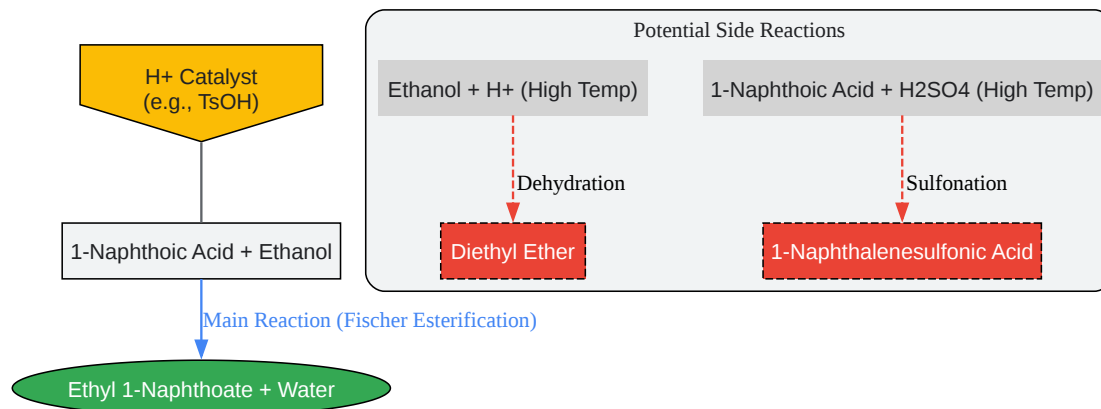 Potential Side Reactions
H+ Catalyst
(e.g., TsOH)
Ethanol + H+ (High Temp)
1-Naphthoic Acid + H2SO4 (High Temp)
Dehydration
Sulfonation
1-Naphthoic Acid + Ethanol
Diethyl Ether
1-Naphthalenesulfonic Acid
Main Reaction (Fischer Esterification)
Ethyl 1-Naphthoate + Water